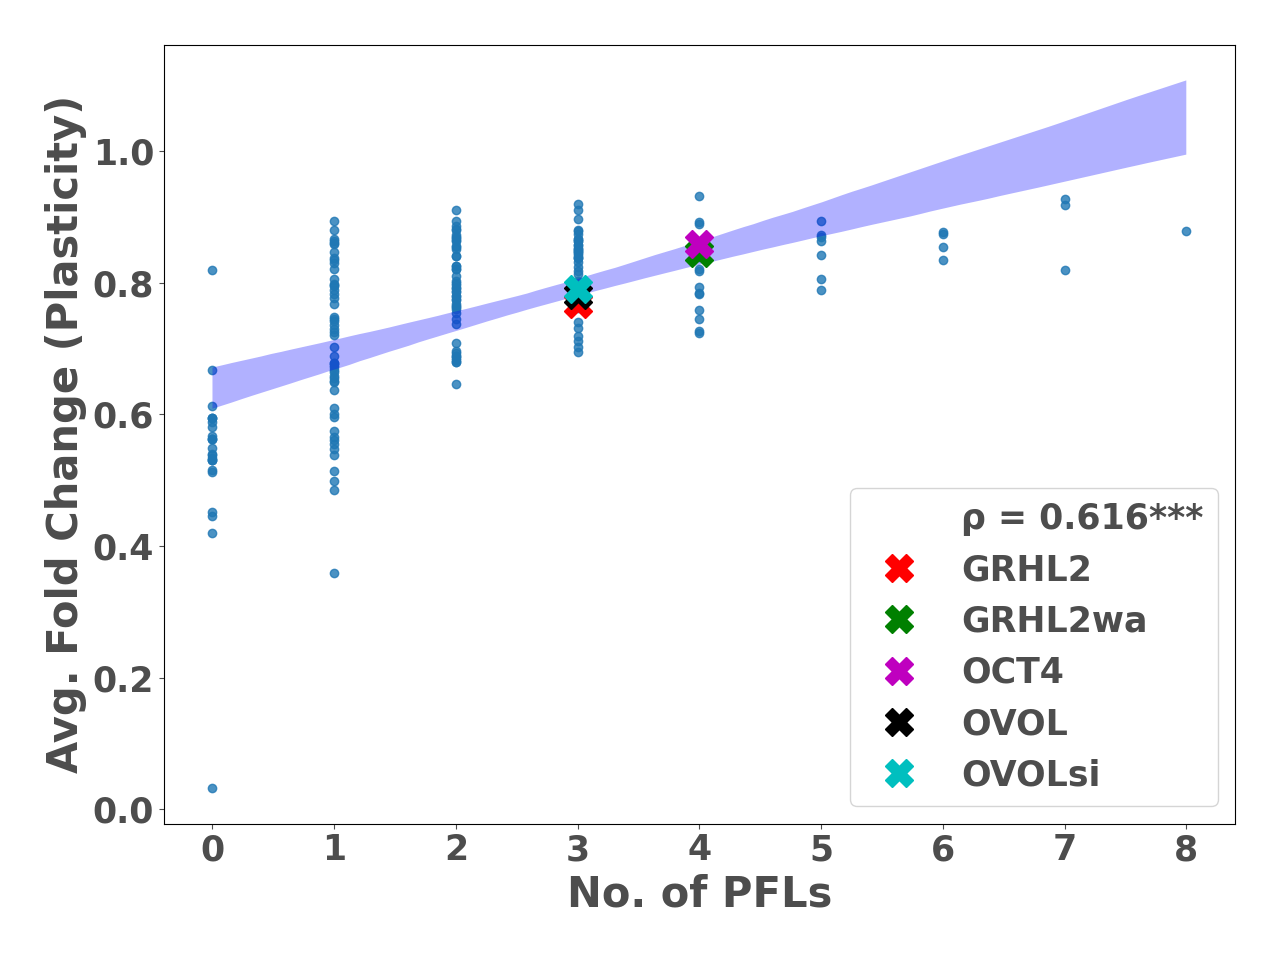 Avg. Fold Change (Plasticity)
1.0
0.8
0.6
0.4
0.2
0.0
ρ = 0.616***
GRHL2
GRHL2wa
OCT4
OVOL
OVOLsi
0 1 2 3 4 5 6 7 8
No. of PFLs